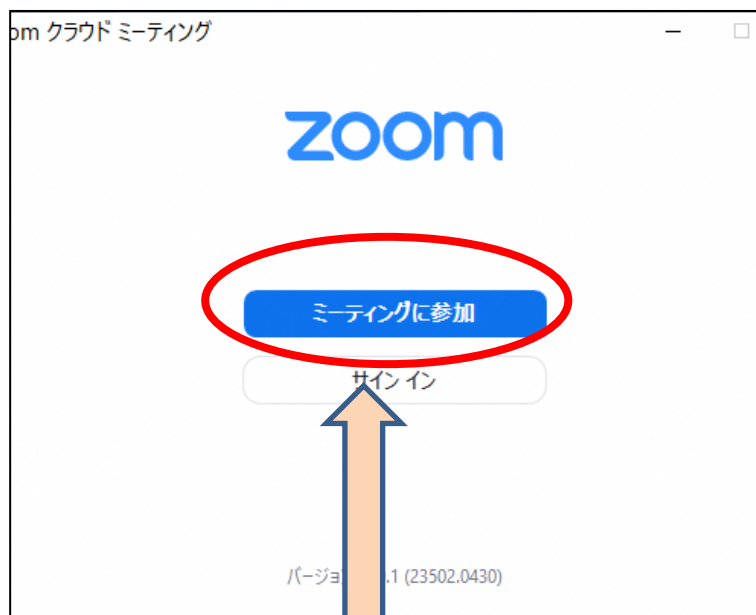 om クラウド ミーティング
zoom
ミーティングに参加
サイン イン
バージョ .1 (23502.0430)